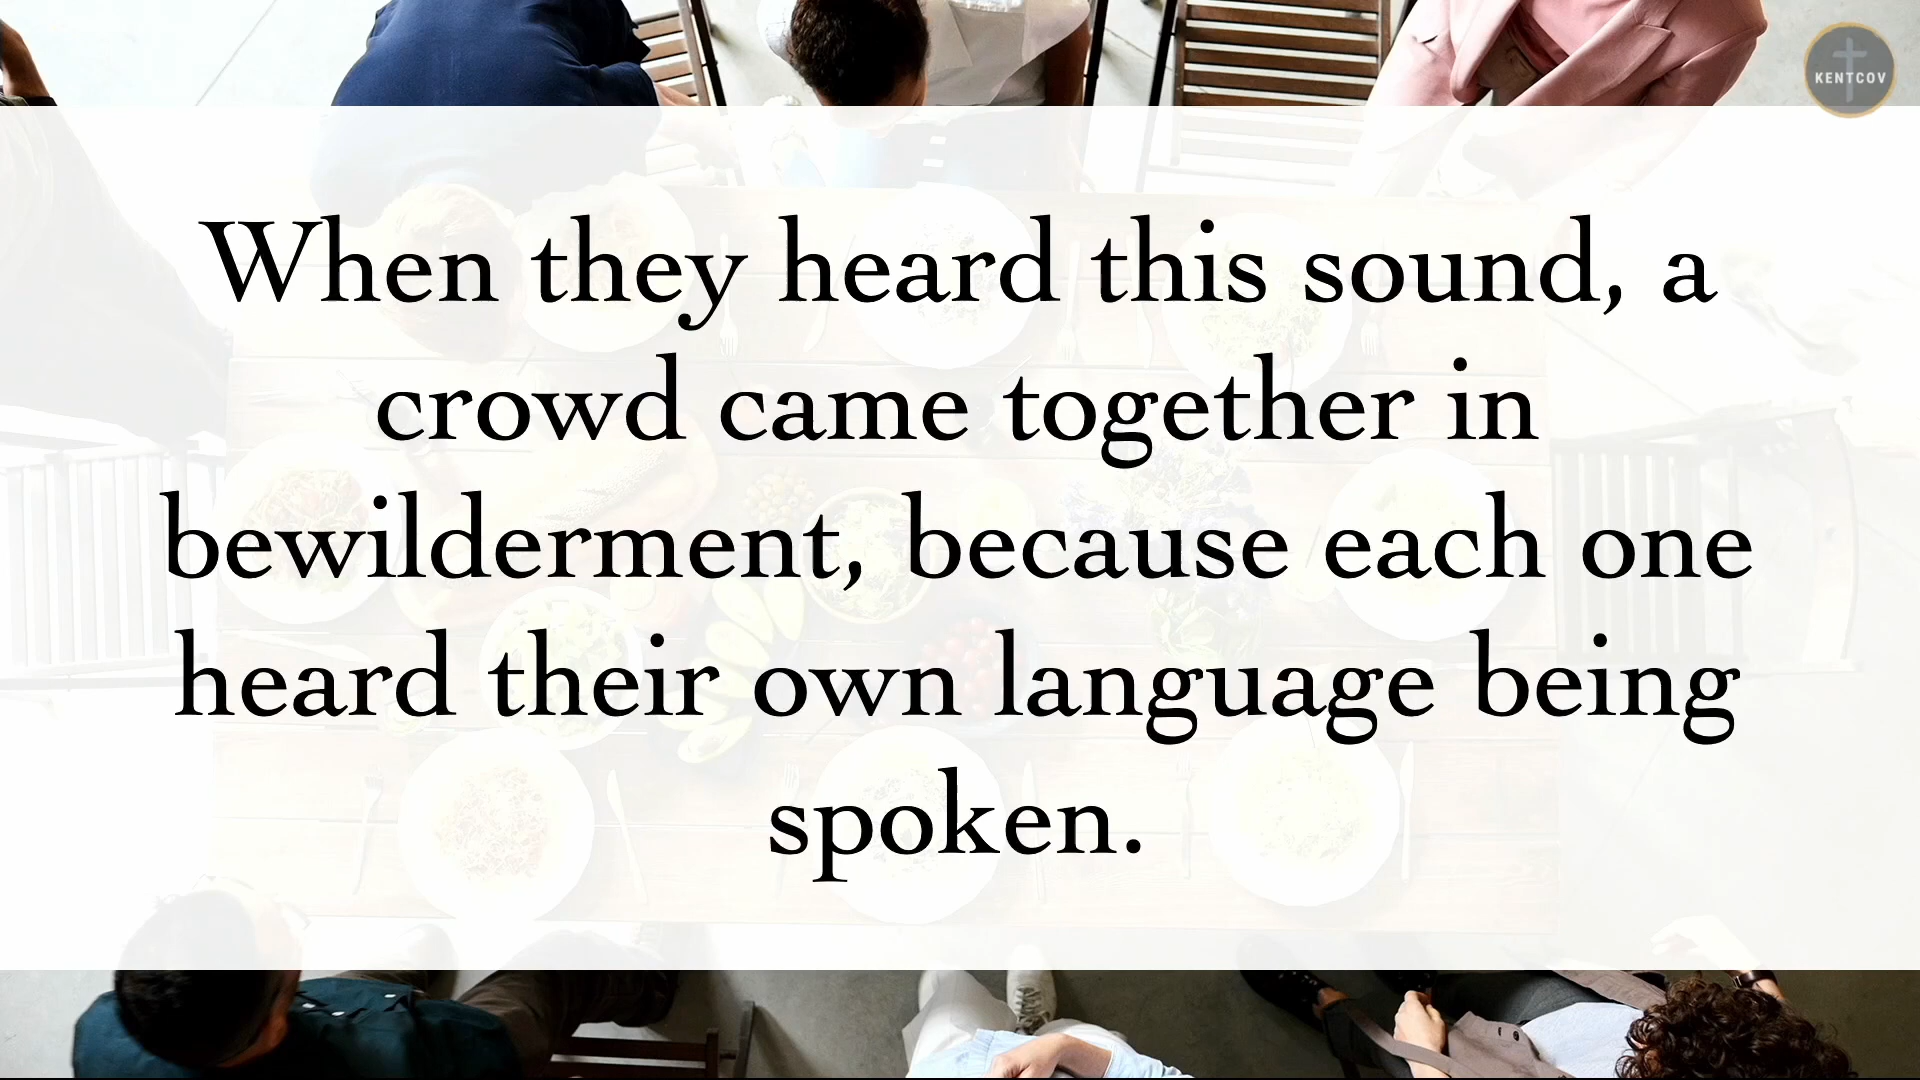 KENTCOV
When they heard this sound, a
crowd came together in
bewilderment, because each one
heard their own language being
spoken.